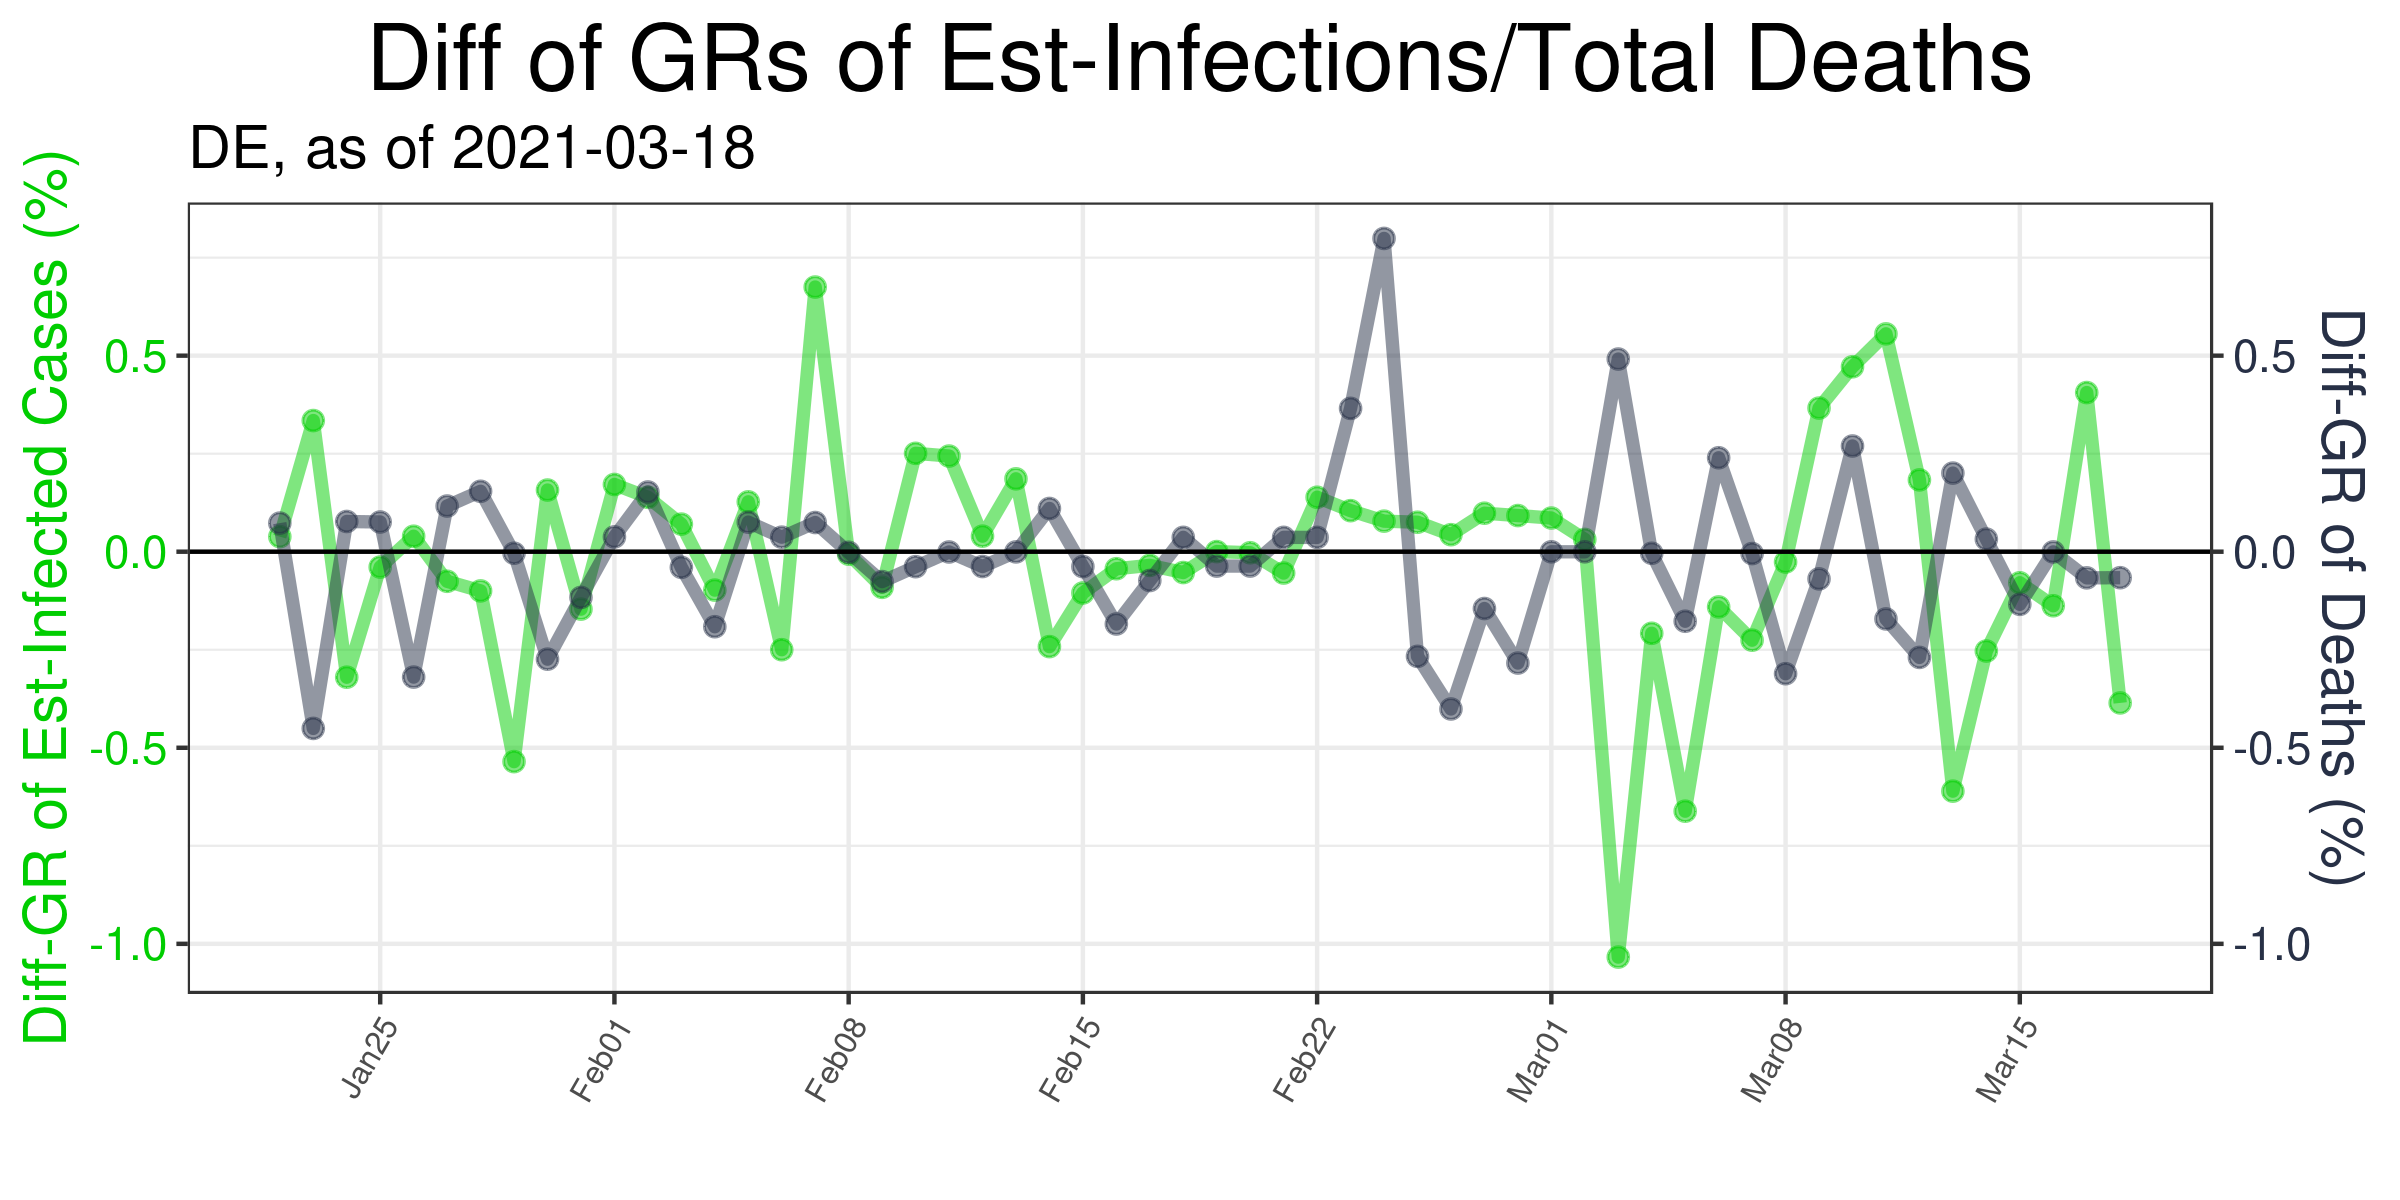 Diff of GRs of Est-Infections/Total Deaths
DE, as of 2021-03-18
Diff-GR of Est-Infected Cases (%)
0.5
0.0
-0.5
-1.0
0.5
0.0
-0.5
-1.0
Diff-GR of Deaths (%)
Jan25
Feb01
Feb08
Feb15
Feb22
Mar01
Mar08
Mar15